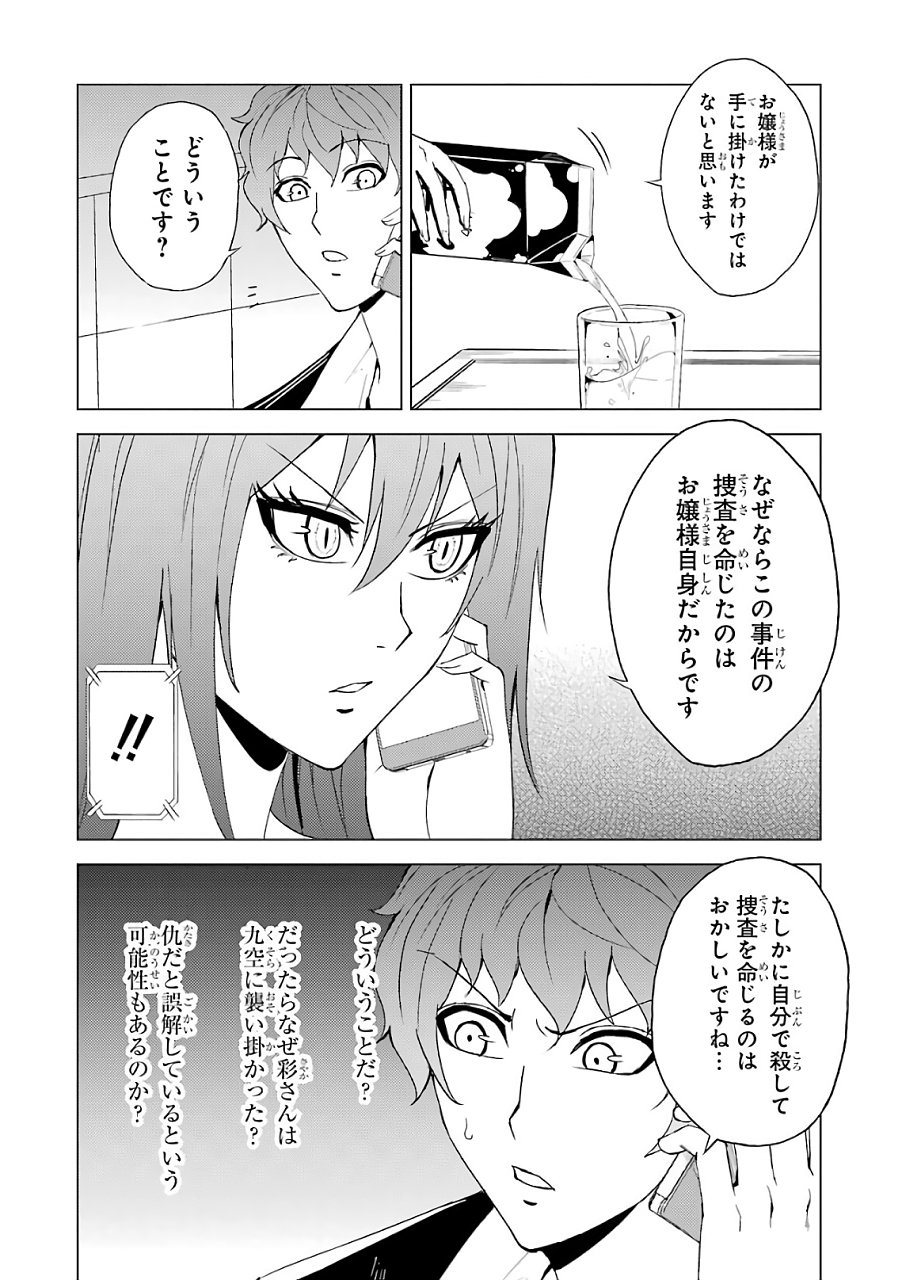 お嬢様が
手に掛けたわけでは
ないと思います
どういう
ことです?
なぜならこの事件の
捜査を命じたのは
お嬢様自身だからです
!!
たしかに自分で殺して
捜査を命じるのは
おかしいですね…
どういうことだ?
だったらなぜ彩さんは
九空に襲い掛かった?
仇だと誤解しているという
可能性もあるのか?